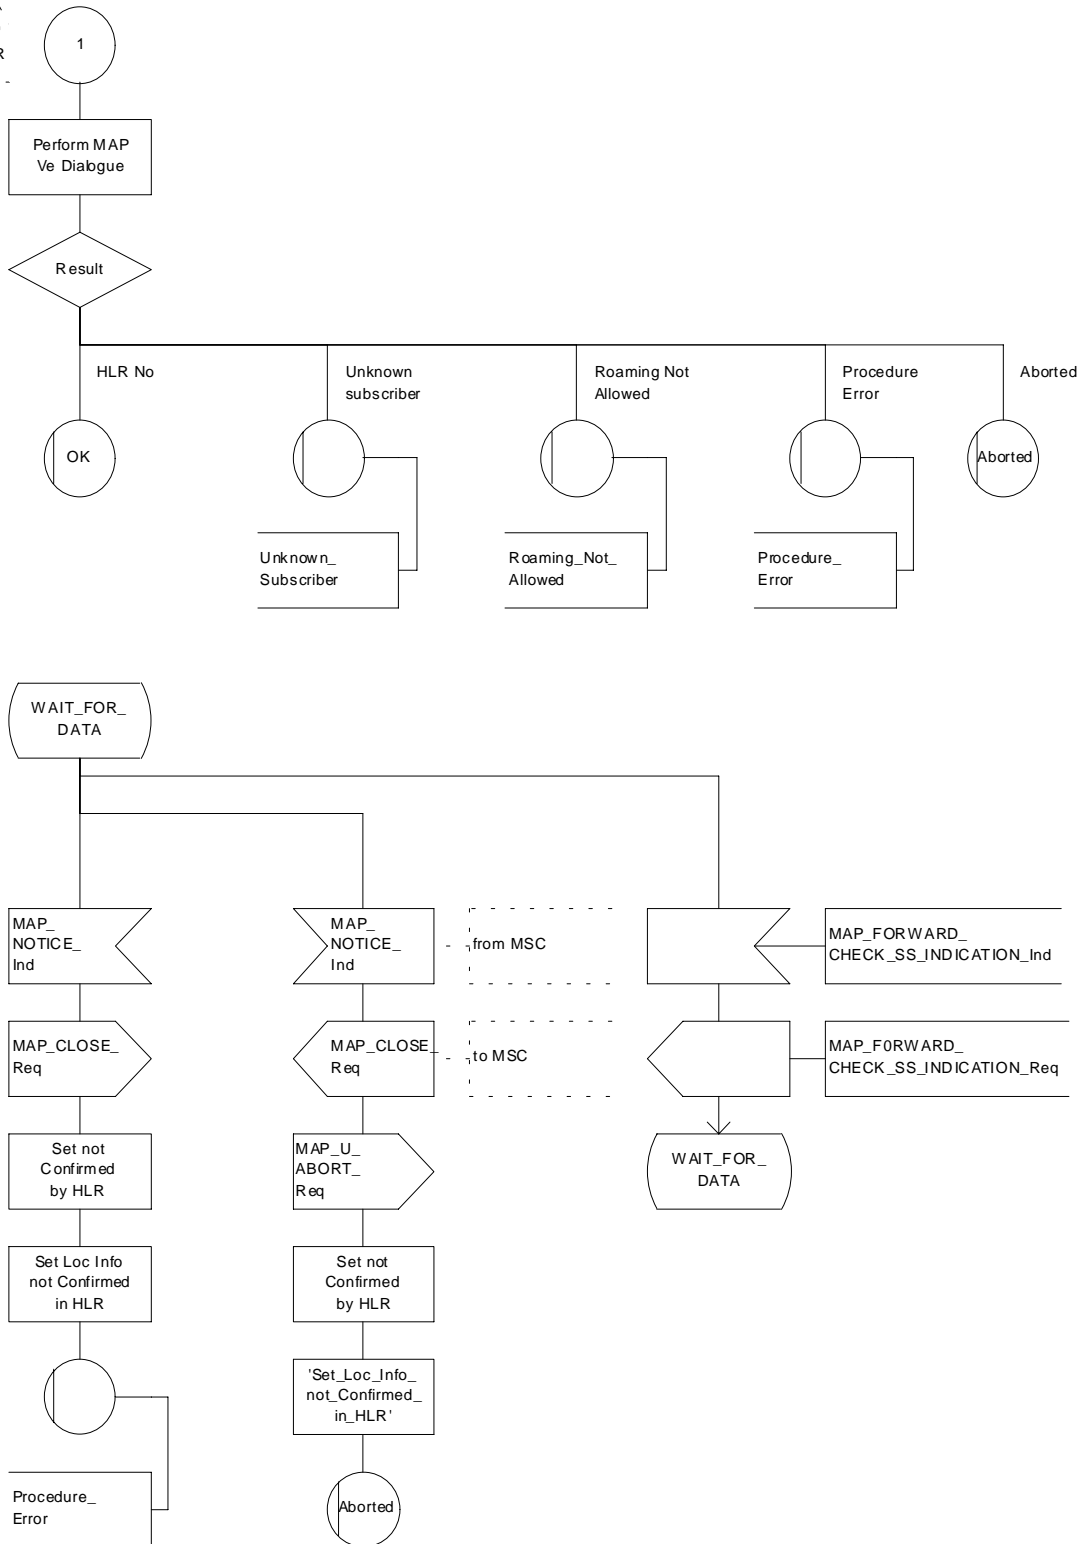 R
1
Perform MAP
Ve Dialogue
Result
HLR No
Unknown
subscriber
Roaming Not
Allowed
Procedure
Error
Aborted
OK
Aborted
Unknown_
Subscriber
Roaming_Not_
Allowed
Procedure_
Error
WAIT_FOR_
DATA
MAP_
NOTICE_
Ind
MAP_
NOTICE_
Ind
from MSC
MAP_FORWARD_
CHECK_SS_INDICATION_Ind
MAP_CLOSE_
Req
MAP_CLOSE_
Req
to MSC
MAP_F0RWARD_
CHECK_SS_INDICATION_Req
Set not
Confirmed
by HLR
MAP_U_
ABORT_
Req
WAIT_FOR_
DATA
Set Loc Info
not Confirmed
in HLR
Set not
Confirmed
by HLR
'Set_Loc_Info_
not_Confirmed_
in_HLR'
Procedure_
Error
Aborted